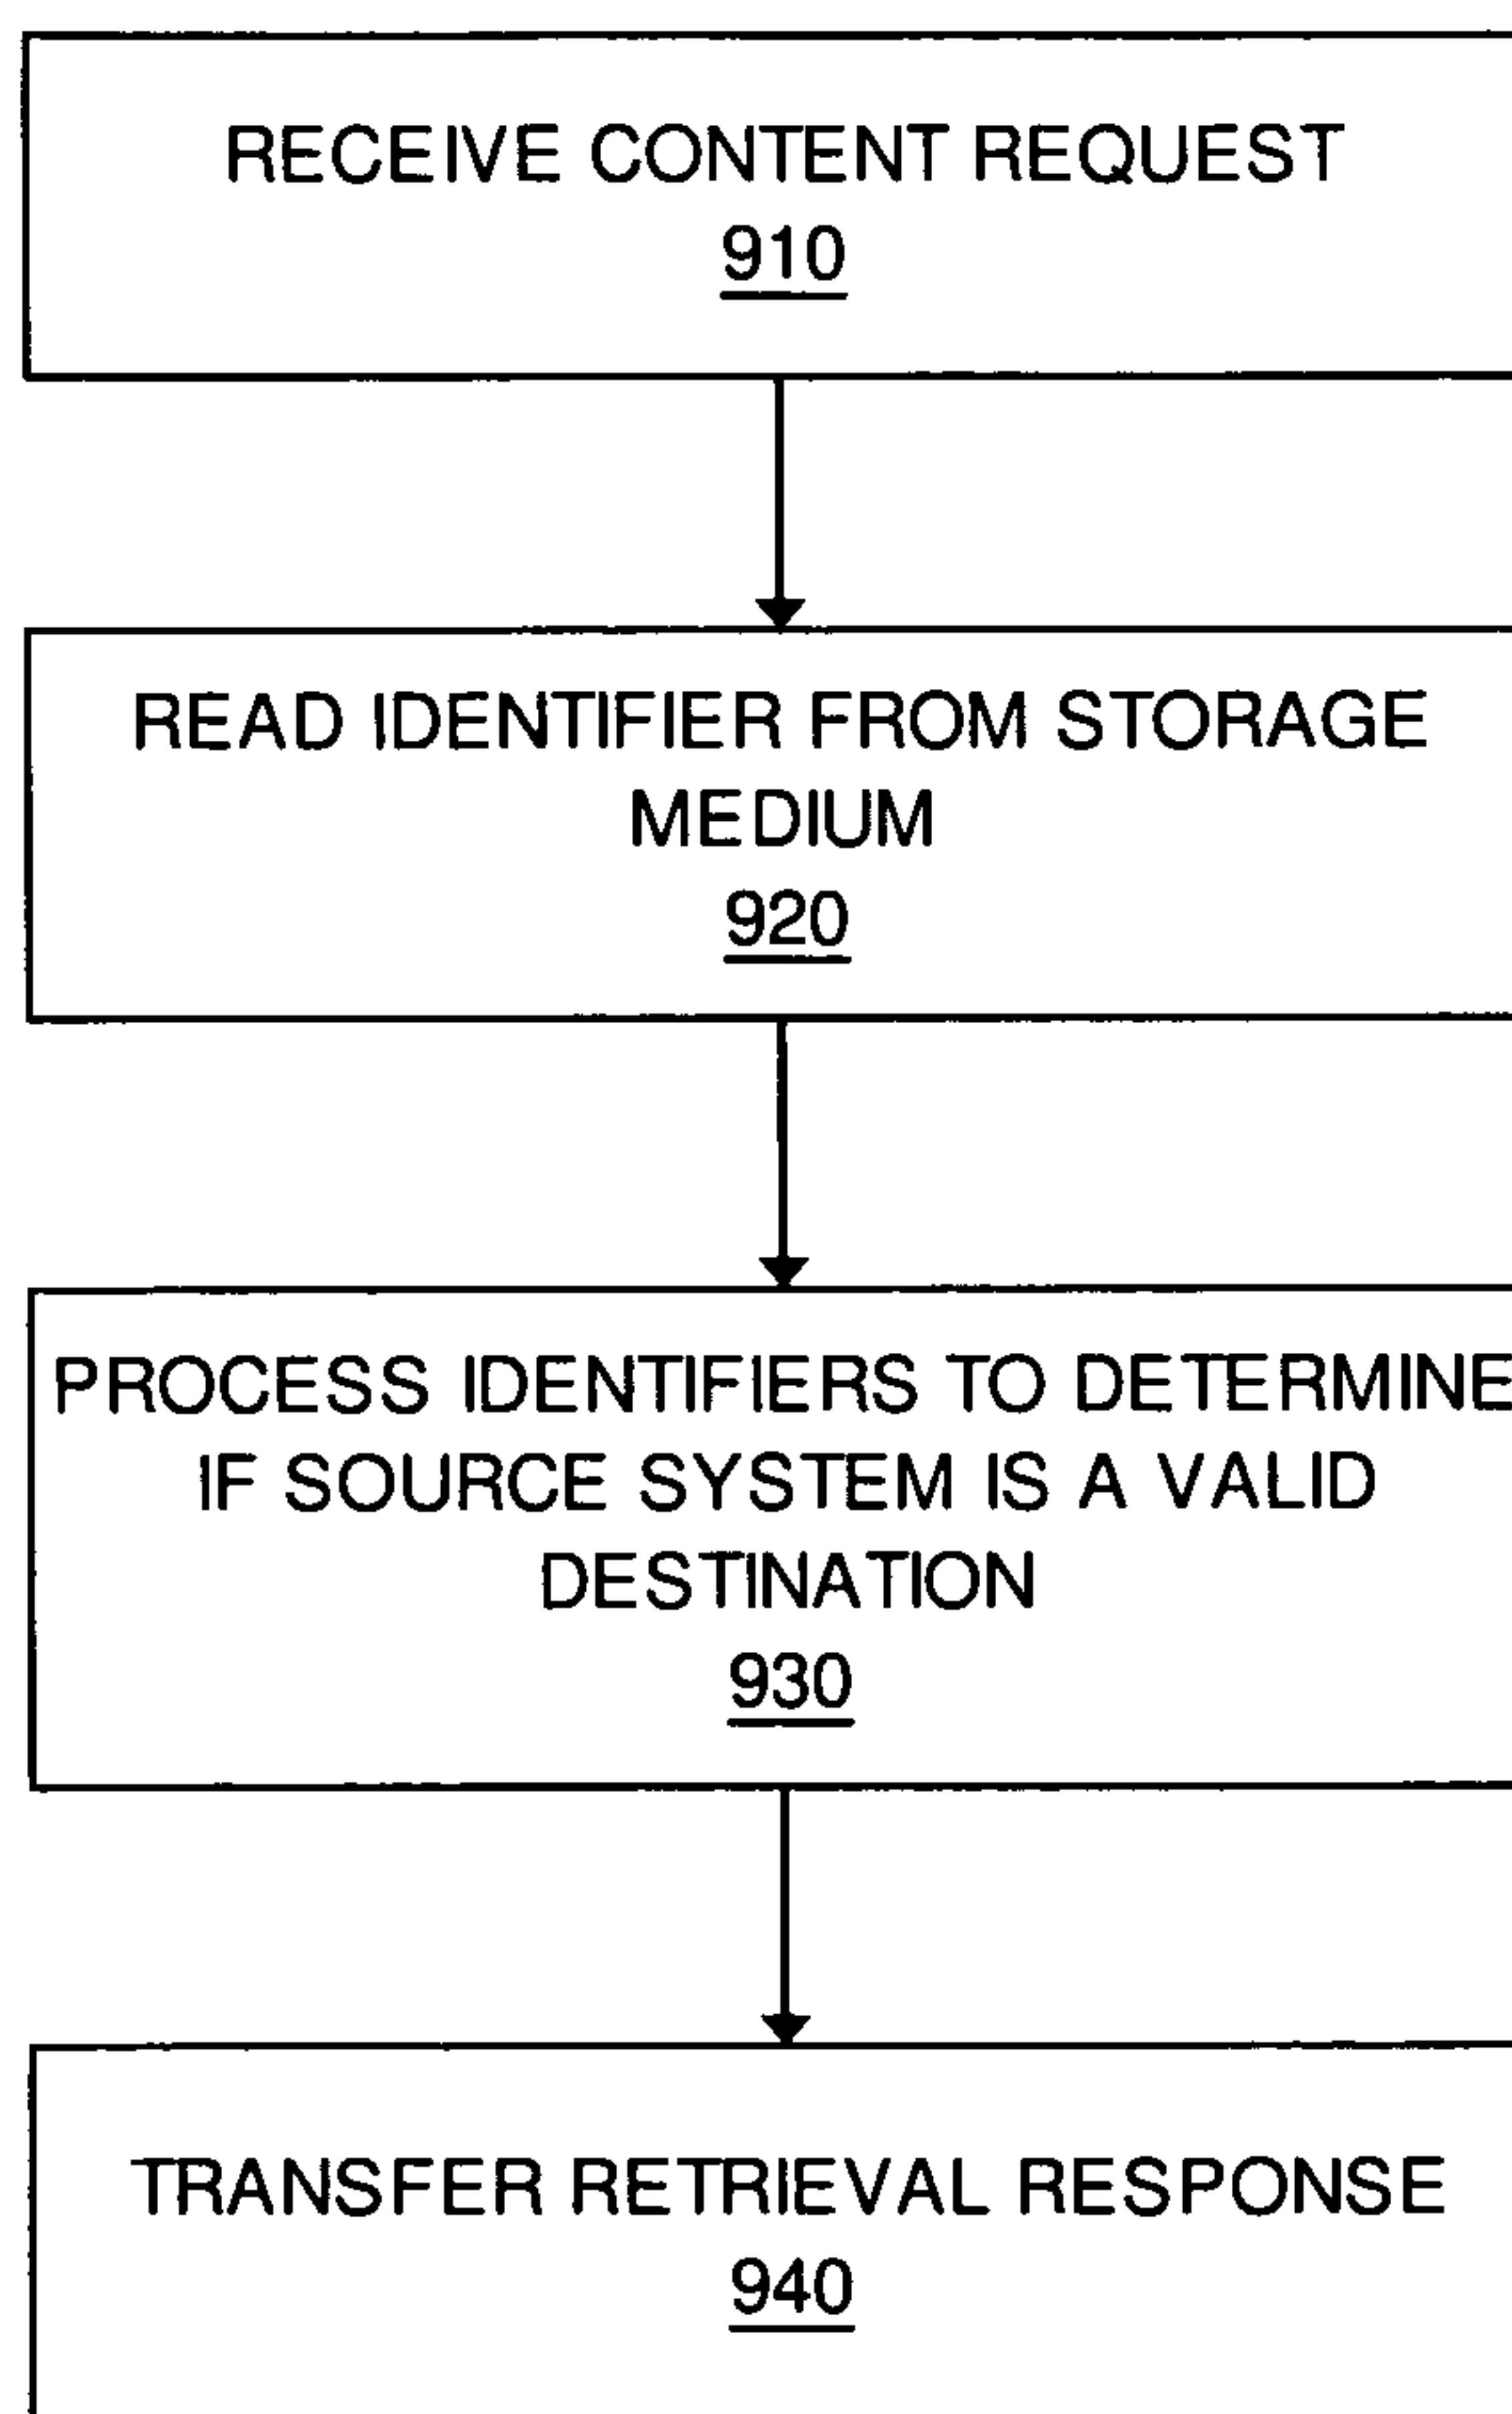 RECEIVE CONTENT REQUEST
910
READ IDENTIFIER FROM STORAGE
MEDIUM
920
PROCESS IDENTIFIERS TO DETERMINE
IF SOURCE SYSTEM IS A VALID
DESTINATION
930
TRANSFER RETRIEVAL RESPONSE
940